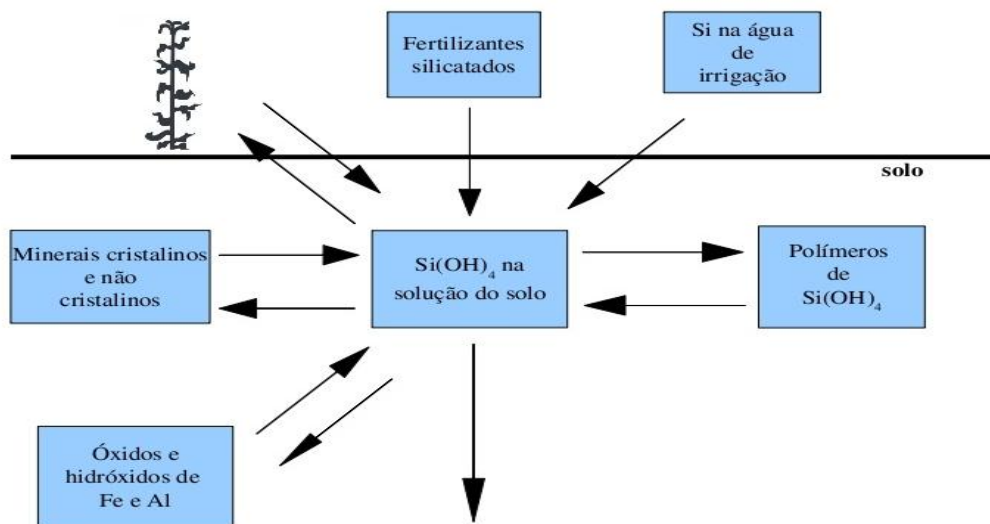 Fertilizantes
silicatados
Si na água
de
irrigação
solo
Minerais cristalinos
e não
cristalinos
Si(OH)₄ na
solução do solo
Polímeros
de
Si(OH)₄
Óxidos e
hidróxidos de
Fe e Al